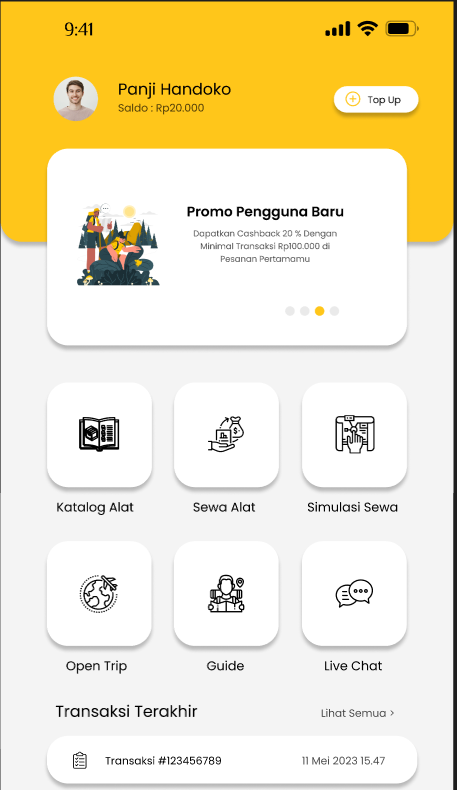 9:41
Panji Handoko
Saldo : Rp20.000
Top Up
Promo Pengguna Baru
Dapatkan Cashback 20 % Dengan
Minimal Transaksi Rp100.000 di
Pesanan Pertamamu
Katalog Alat
Sewa Alat
Simulasi Sewa
Open Trip
Guide
Live Chat
Transaksi Terakhir
Lihat Semua >
Transaksi #123456789
11 Mei 2023 15.47